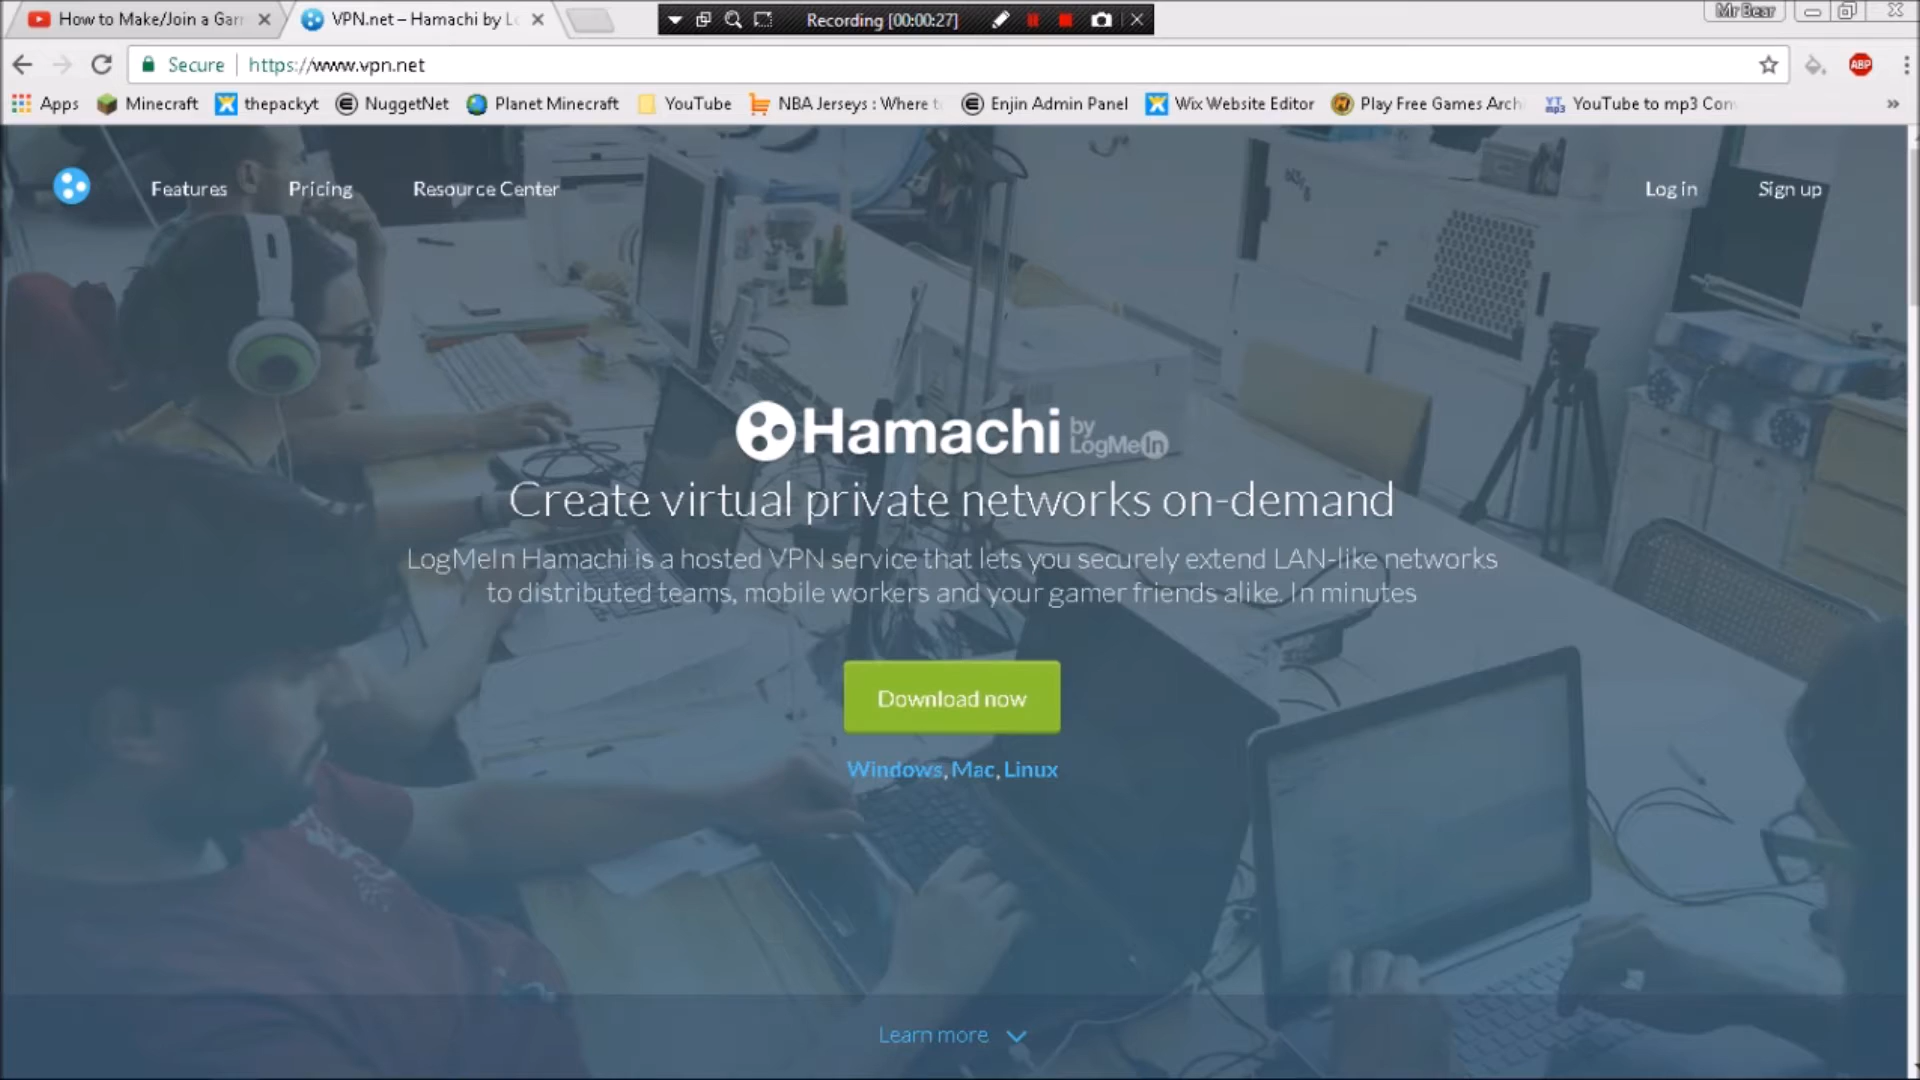 How to Make/Join a Gar
VPN.net – Hamachi by Lo
Recording [00:00:27]
Mr Bear
Secure
https://www.vpn.net
ABP
Apps
Minecraft
thepackyt
NuggetNet
Planet Minecraft
YouTube
NBA Jerseys : Where t
Enjin Admin Panel
Wix Website Editor
Play Free Games Arch
YouTube to mp3 Con
Features
Pricing
Resource Center
Log in
Sign up
Hamachi by LogMeIn
Create virtual private networks on-demand
LogMeIn Hamachi is a hosted VPN service that lets you securely extend LAN-like networks
to distributed teams, mobile workers and your gamer friends alike. In minutes
Download now
Windows, Mac, Linux
Learn more